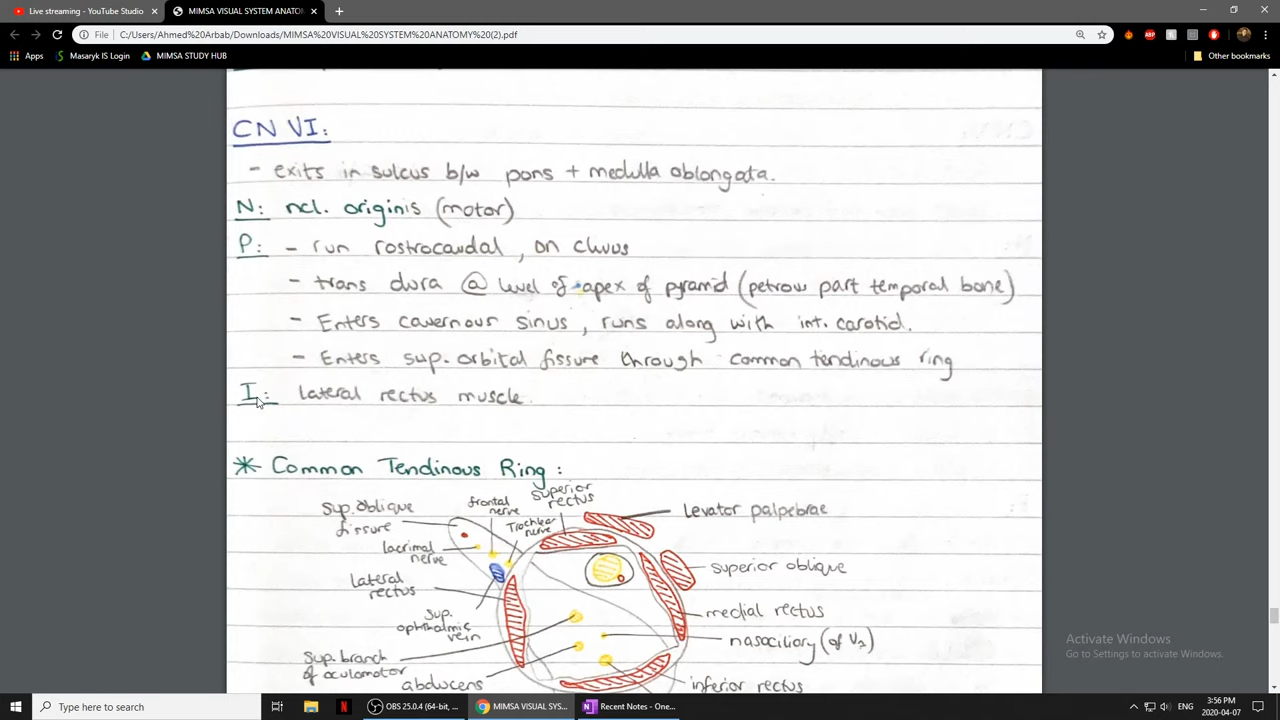 Live streaming - YouTube Studio
MIMSA VISUAL SYSTEM ANATOM
File
C:/Users/Ahmed%20Arbab/Downloads/MIMSA%20VISUAL%20SYSTEM%20ANATOMY%20(2).pdf
ABP
Apps
Masaryk IS Login
MIMSA STUDY HUB
Other bookmarks
CN VI:
- exits in sulcus b/w pons + medulla oblongata.
N: ncl. originis (motor)
P: - run rostrocaudal, on clivus
- trans dura @ level of apex of pyramid (petrous part temporal bone)
- Enters cavernous sinus, runs along with int. carotid.
- Enters sup. orbital fissure through common tendinous ring
I: lateral rectus muscle.
* Common Tendinous Ring:
Sup. oblique
fissure
frontal
nerve
superior
rectus
Trochlear
nerve
levator palpebrae
lacrimal
nerve
superior oblique
lateral
rectus
medial rectus
sup.
ophthalmic
vein
nasociliary (of V1)
Sup. branch
of oculomotor
abducens
inferior rectus
Activate Windows
Go to Settings to activate Windows.
Type here to search
OBS 25.0.4 (64-bit, ...
MIMSA VISUAL SYS...
Recent Notes - One...
3:56 PM
2020-04-07